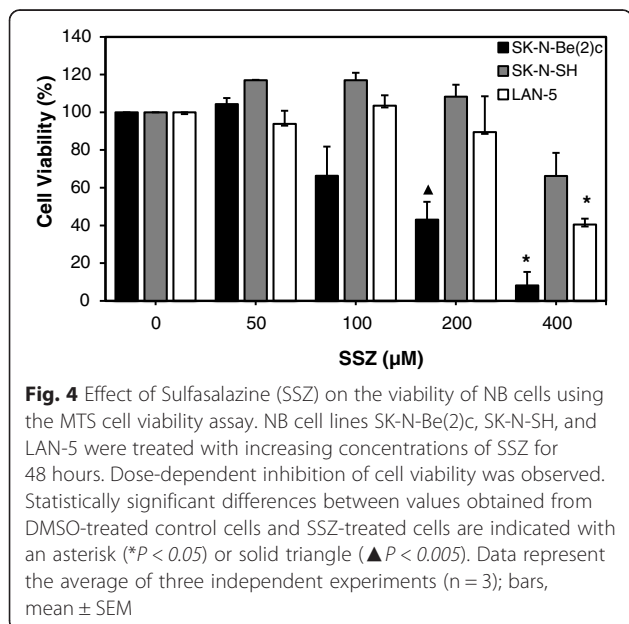 140
120
100
80
60
40
20
0
Cell Viability (%)
SK-N-Be(2)c
SK-N-SH
LAN-5
▲
*
*
0 50 100 200 400
SSZ (µM)
Fig. 4 Effect of Sulfasalazine (SSZ) on the viability of NB cells using
the MTS cell viability assay. NB cell lines SK-N-Be(2)c, SK-N-SH, and
LAN-5 were treated with increasing concentrations of SSZ for
48 hours. Dose-dependent inhibition of cell viability was observed.
Statistically significant differences between values obtained from
DMSO-treated control cells and SSZ-treated cells are indicated with
an asterisk (*P < 0.05) or solid triangle (▲P < 0.005). Data represent
the average of three independent experiments (n = 3); bars,
mean ± SEM